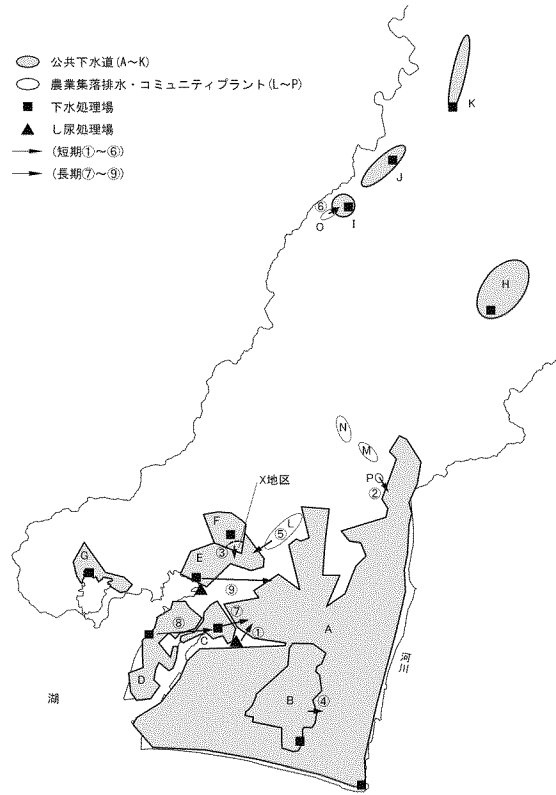 公共下水道(A～K)
農業集落排水・コミュニティプラント(L～P)
下水処理場
し尿処理場
(短期①～⑥)
(長期⑦～⑨)
K
J
⑥
I
O
H
N
M
P
②
X地区
F
L
⑤
③
G
E
⑨
⑦
⑧
①
A
C
河川
D
湖
B
④